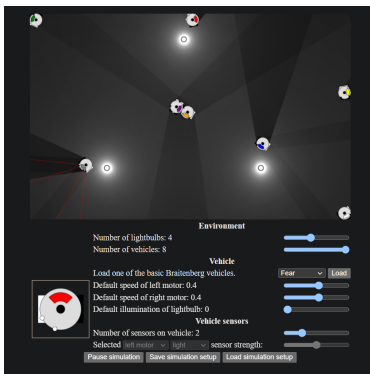 Environment
Number of lightbulbs: 4
Number of vehicles: 8
Vehicle
Load one of the basic Braitenberg vehicles. Fear Load
Default speed of left motor: 0.4
Default speed of right motor: 0.4
Default illumination of lightbulb: 0
Vehicle sensors
Number of sensors on vehicle: 2
Selected left motor light sensor strength:
Pause simulation Save simulation setup Load simulation setup